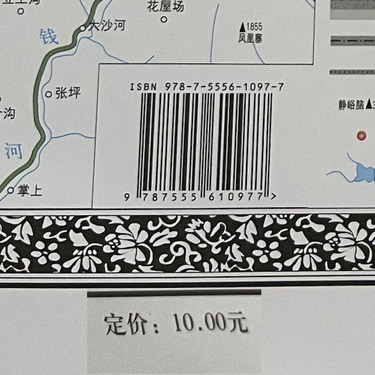 花屋场
大沙河
▲1855
凤凰寨
钱
ISBN 978-7-5556-1097-7
张坪
静峪脑▲
沟
河
掌上
9 787555 610977 >
定价：10.00元